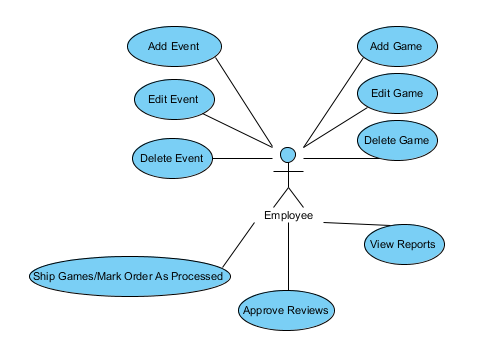 Add Event
Add Game
Edit Event
Edit Game
Delete Event
Delete Game
Employee
View Reports
Ship Games/Mark Order As Processed
Approve Reviews